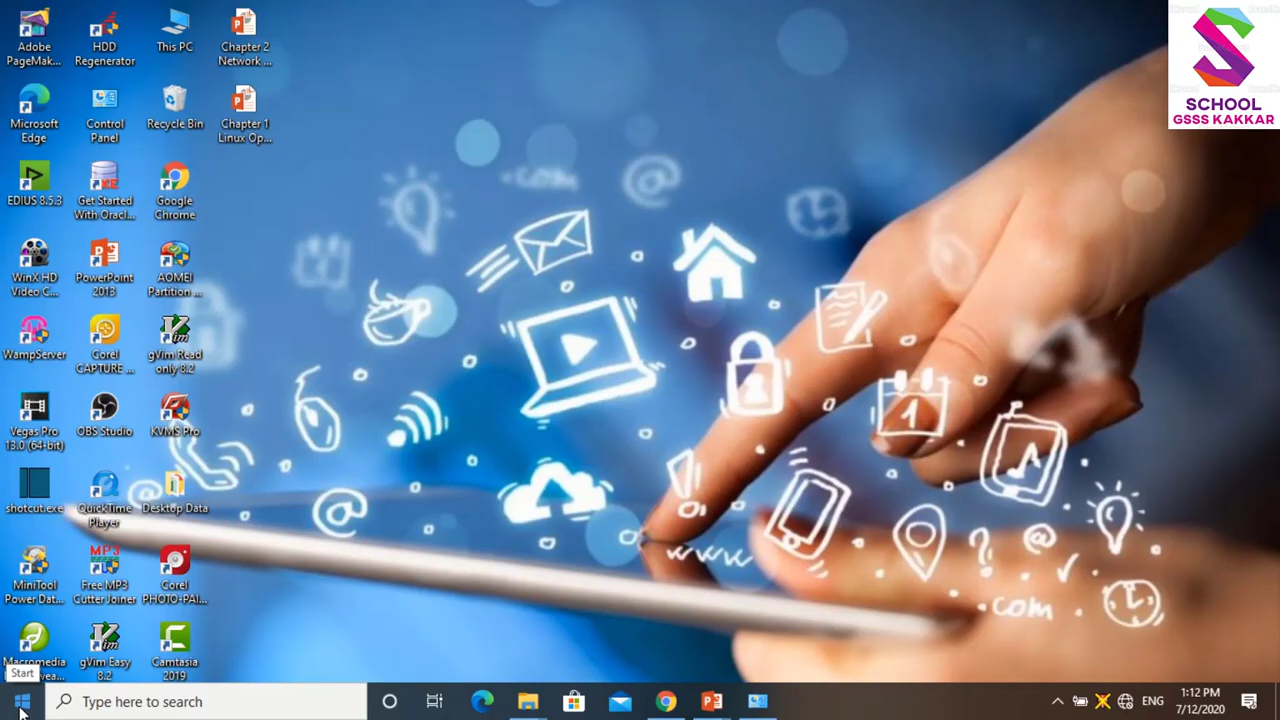 Adobe
PageMak...
HDD
Regenerator
This PC
Chapter 2
Network ...
Microsoft
Edge
Control
Panel
Recycle Bin
Chapter 1
Linux Op...
EDIUS 8.5.3
Get Started
With Oracl...
Google
Chrome
WinX HD
Video C...
PowerPoint
2013
AOMEI
Partition ...
WampServer
Corel
CAPTURE ...
gVim Read
only 8.2
Vegas Pro
13.0 (64-bit)
OBS Studio
KVMS Pro
shotcut.exe
QuickTime
Player
Desktop Data
MiniTool
Power Dat...
Free MP3
Cutter Joiner
Corel
PHOTO-PAI...
Macromedia
gVim Easy
8.2
Camtasia
2019
Start
SCHOOL
GSSS KAKKAR
.com
@
@
@
1
www
?
@
.com
Type here to search
ENG
1:12 PM
7/12/2020